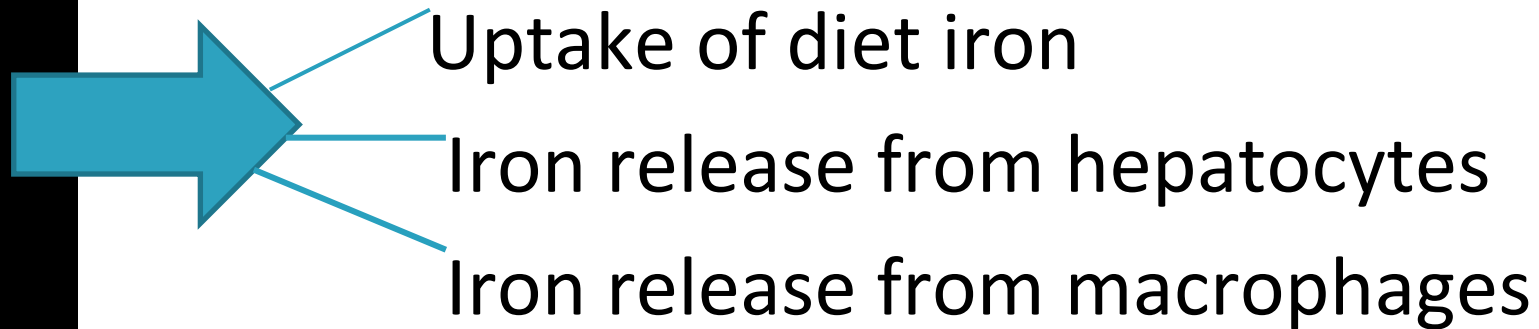 Uptake of diet iron
Iron release from hepatocytes
Iron release from macrophages